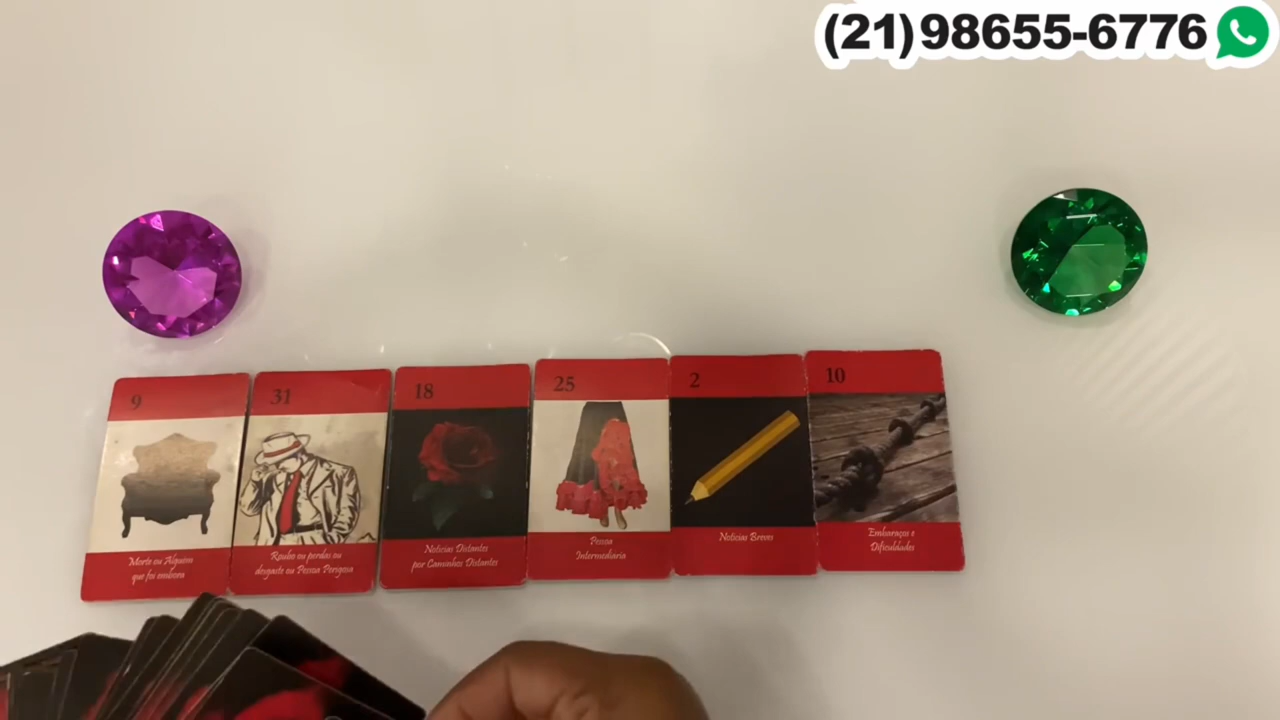 (21)98655-6776
9
Morte ou Alguém
que foi embora
31
Roubo ou perdas ou
desgaste ou Pessoa Perigosa
18
Notícias Distantes
por Caminhos Distantes
25
Pessoa
Intermediaria
2
Notícias Breves
10
Embaraços e
Dificuldades